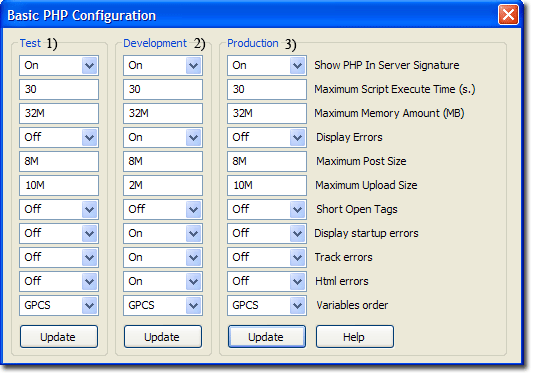 Basic PHP Configuration
Test 1) Development 2) Production 3)
On On On Show PHP In Server Signature
30 30 30 Maximum Script Execute Time (s.)
32M 32M 32M Maximum Memory Amount (MB)
Off On Off Display Errors
8M 8M 8M Maximum Post Size
10M 2M 10M Maximum Upload Size
Off Off Off Short Open Tags
Off On Off Display startup errors
Off On Off Track errors
Off On Off Html errors
GPCS GPCS GPCS Variables order
Update Update Update Help